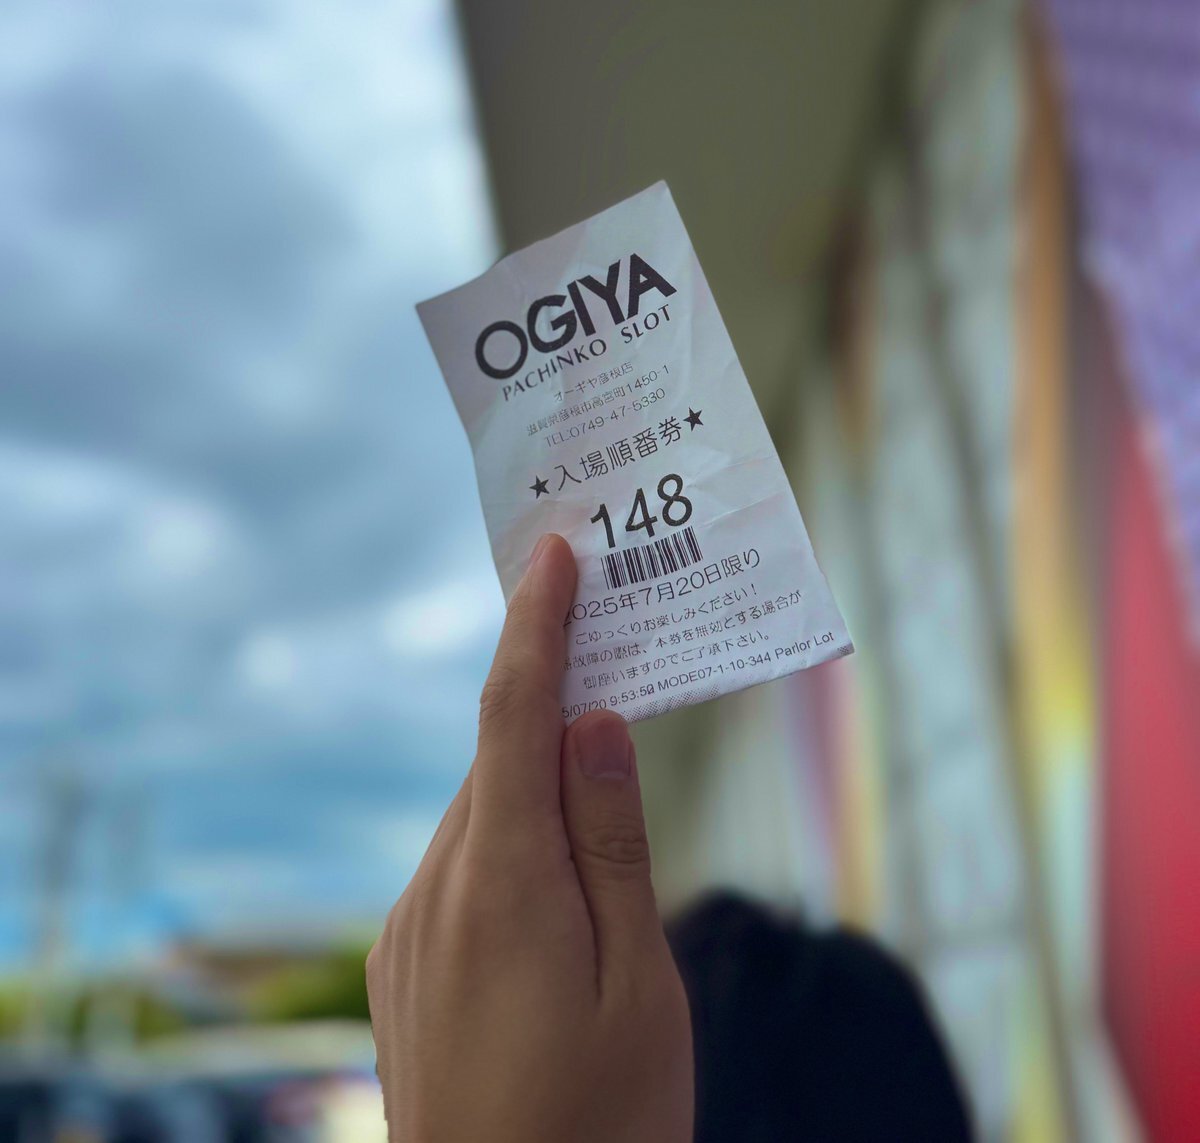 OGIYA
PACHINKO SLOT
オーギヤ彦根店
滋賀県彦根市高宮町1450-1
TEL:0749-47-5330
★入場順番券★
148
2025年7月20日限り
ごゆっくりお楽しみください！
故障の際は、本券を無効とする場合が
御座いますのでご了承下さい。
5/07/20 9:53:50 MODE07-1-10-344 Parlor Lot